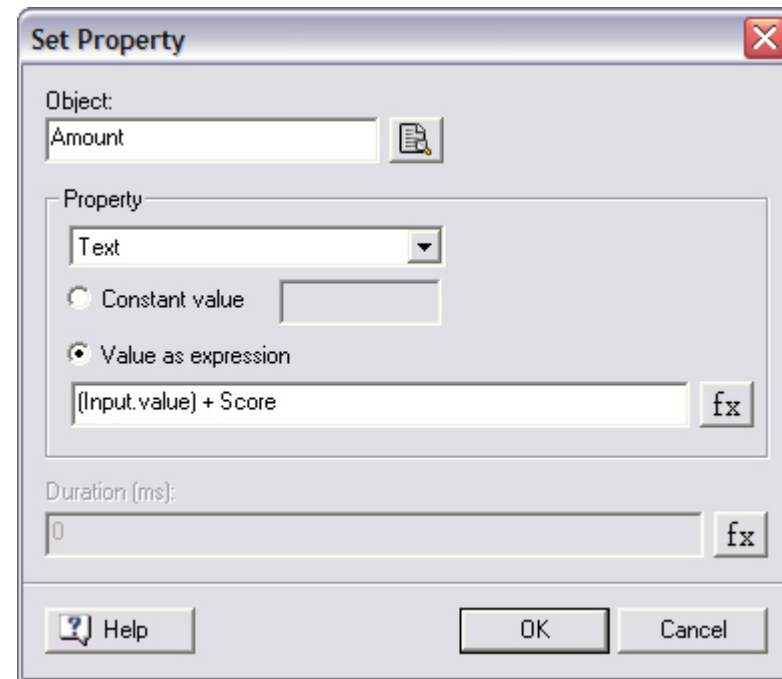 Set Property
Object:
Amount
Property
Text
Constant value
Value as expression
(Input.value) + Score
fx
Duration (ms):
0
fx
Help
OK
Cancel